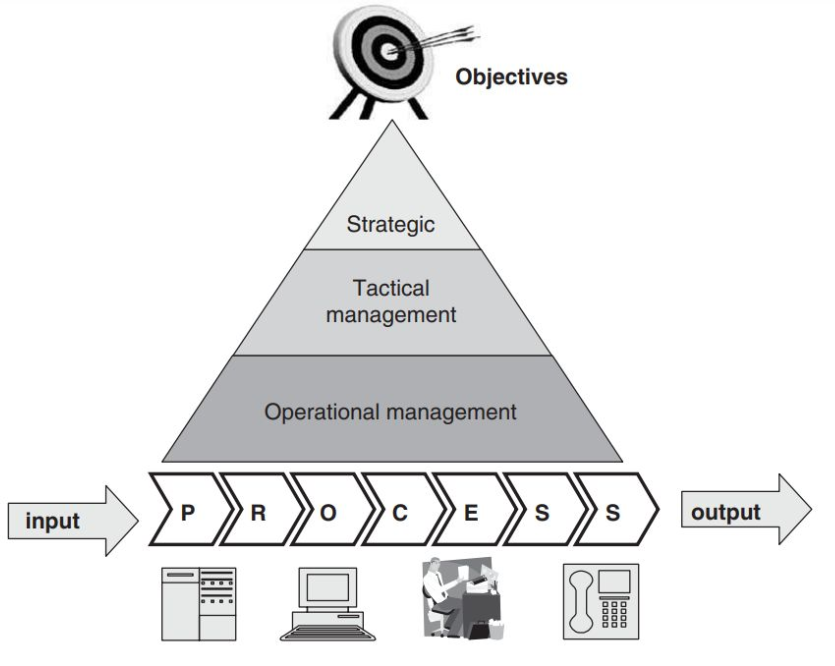 Objectives
Strategic
Tactical
management
Operational management
input
P R O C E S S
output